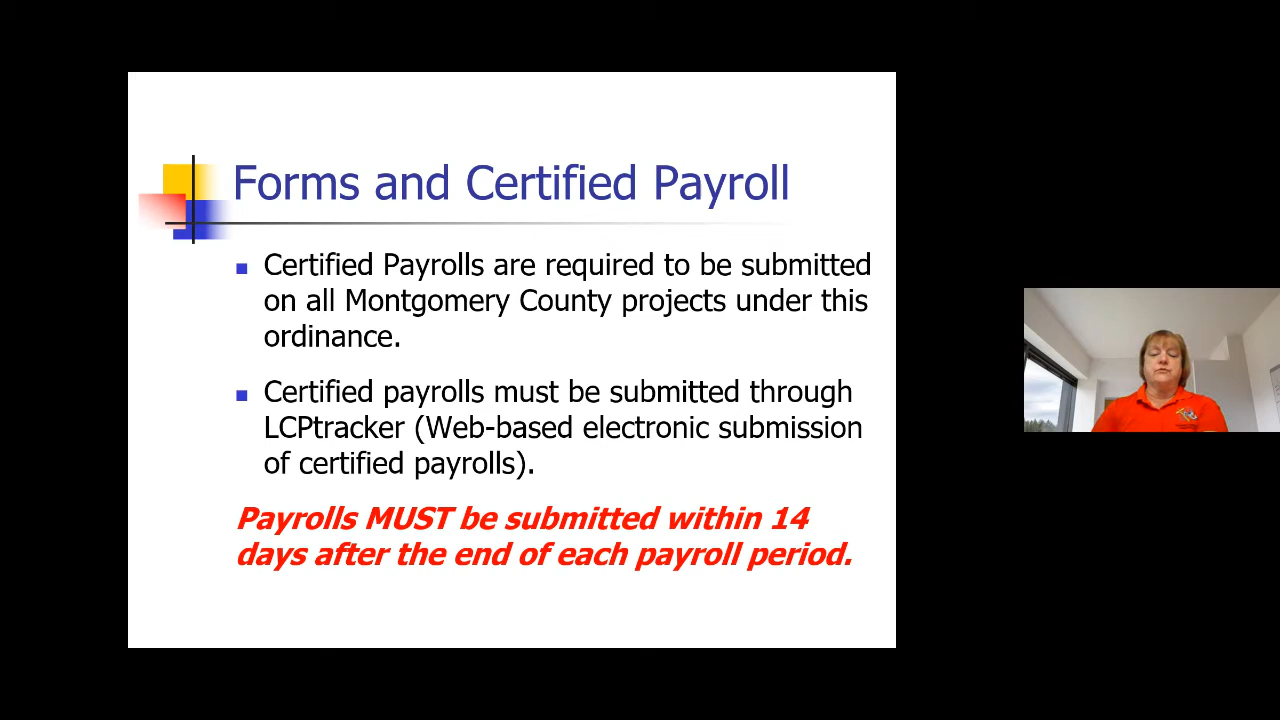 Forms and Certified Payroll
Certified Payrolls are required to be submitted
on all Montgomery County projects under this
ordinance.
Certified payrolls must be submitted through
LCPtracker (Web-based electronic submission
of certified payrolls).
Payrolls MUST be submitted within 14
days after the end of each payroll period.